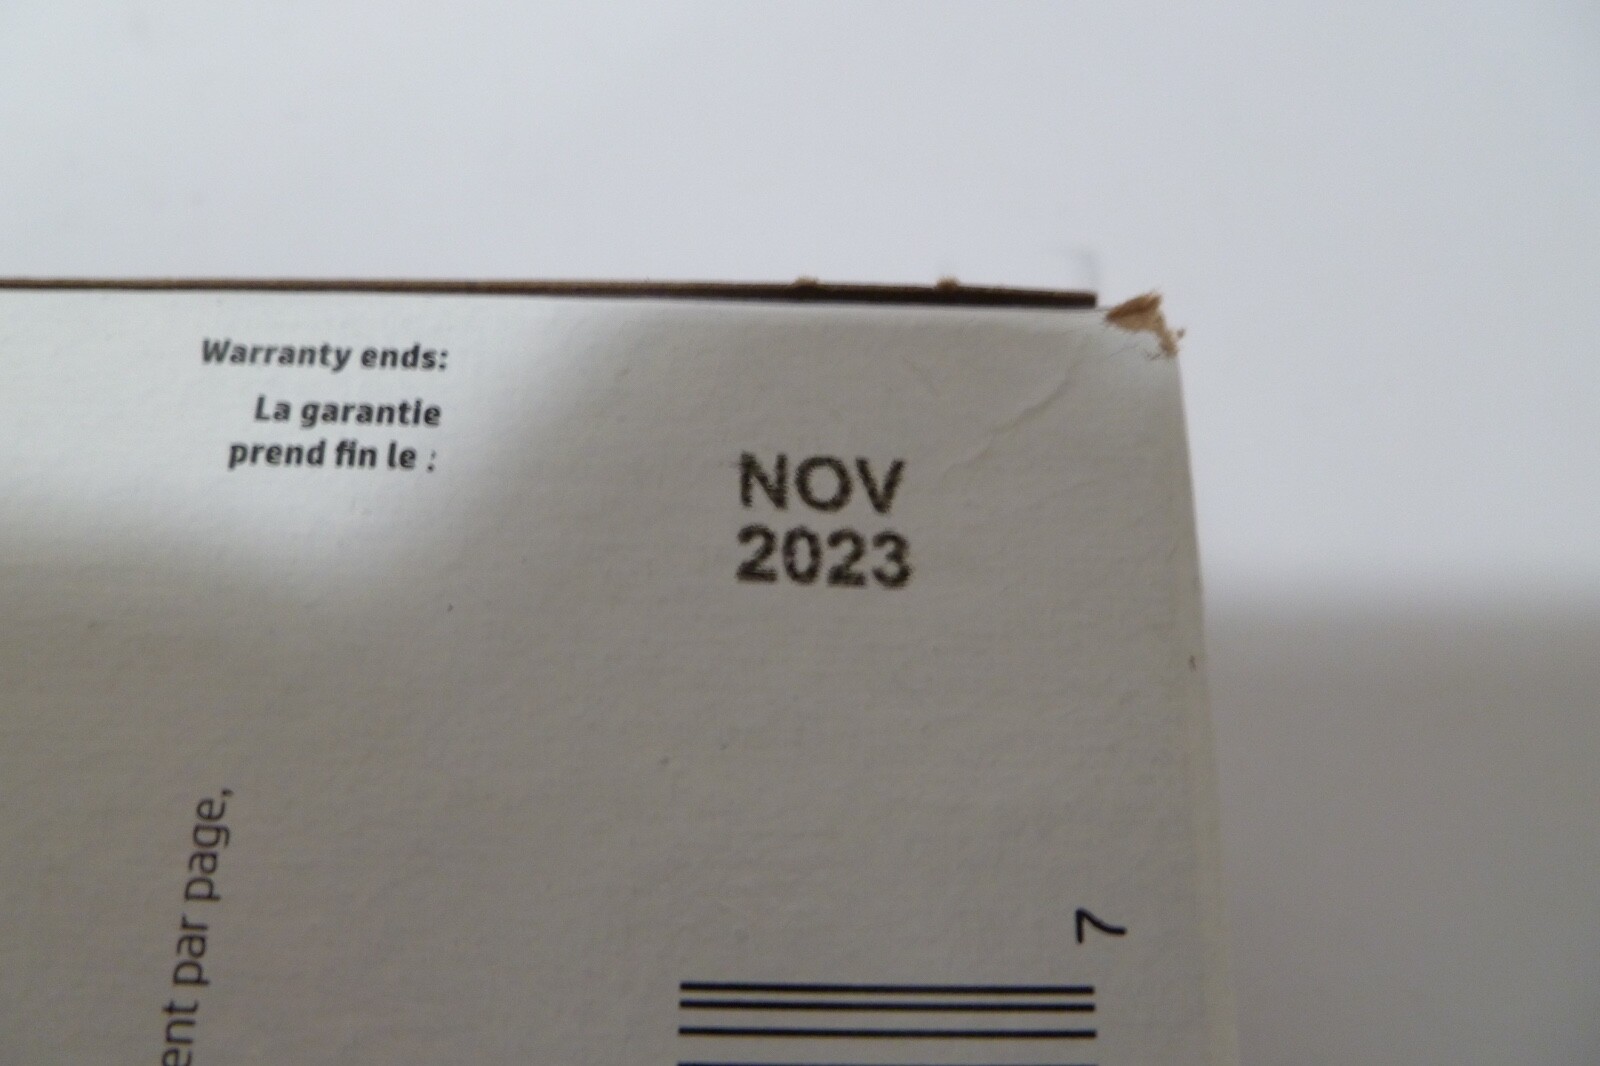 Warranty ends:
La garantie
prend fin le :
NOV
2023
ent par page,
7